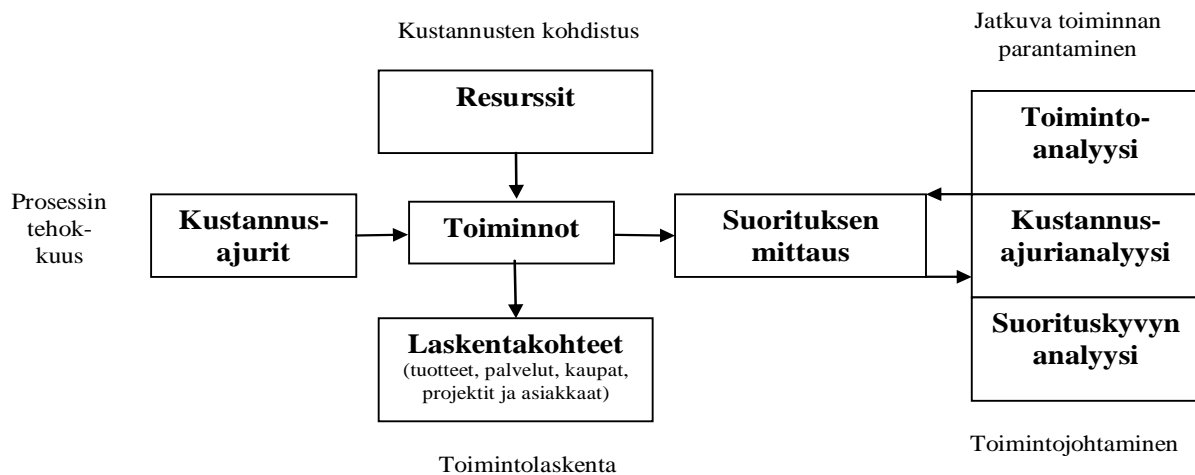 Kustannusten kohdistus
Jatkuva toiminnan
parantaminen
Resurssit
Toiminto-
analyysi
Prosessin
tehok-
kuus
Kustannus-
ajurit
Toiminnot
Suorituksen
mittaus
Kustannus-
ajurianalyysi
Laskentakohteet
(tuotteet, palvelut, kaupat,
projektit ja asiakkaat)
Suorituskyvyn
analyysi
Toimintolaskenta
Toimintojohtaminen